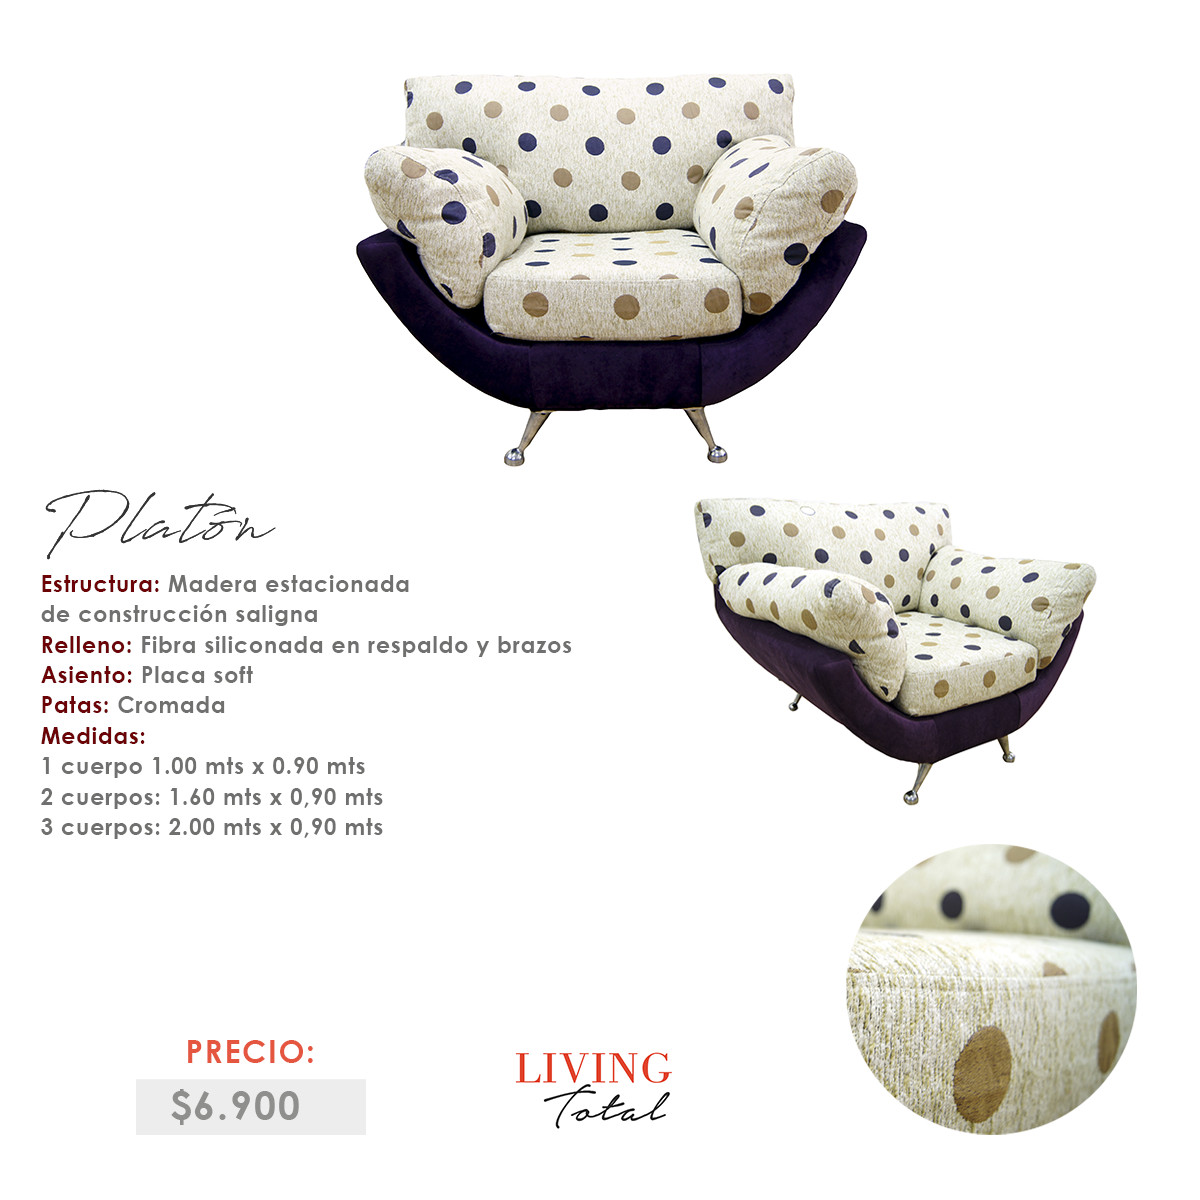 Platón
Estructura: Madera estacionada
de construcción saligna
Relleno: Fibra siliconada en respaldo y brazos
Asiento: Placa soft
Patas: Cromada
Medidas:
1 cuerpo 1.00 mts x 0.90 mts
2 cuerpos: 1.60 mts x 0,90 mts
3 cuerpos: 2.00 mts x 0,90 mts
PRECIO:
$6.900
LIVING
Total